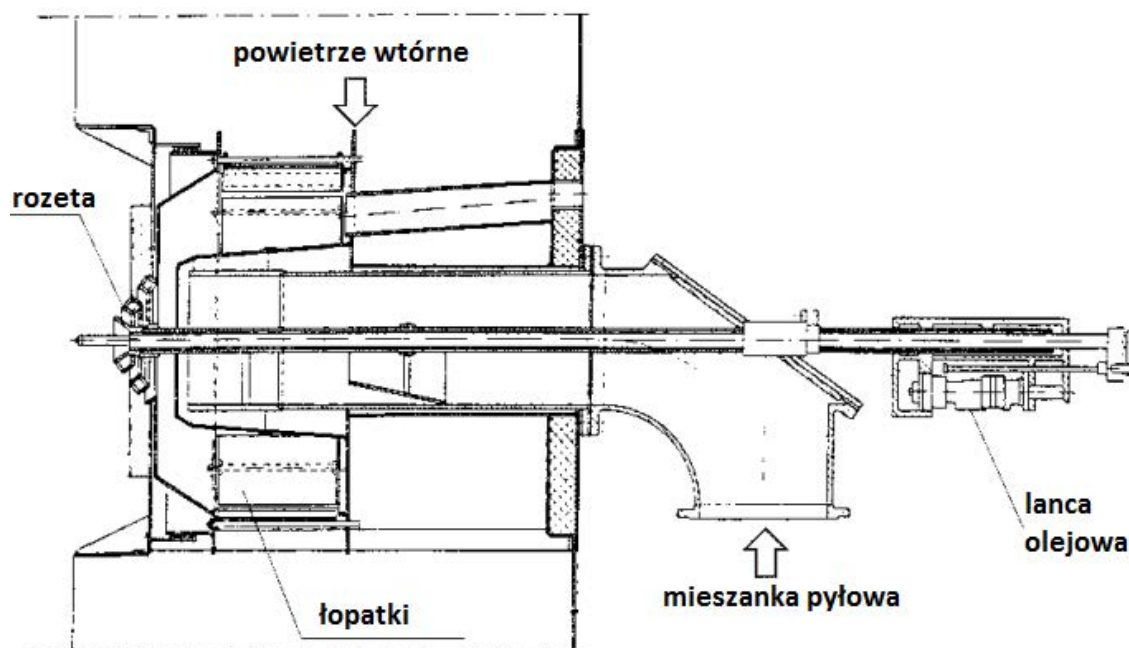 powietrze wtórne
rozeta
lanca
olejowa
mieszanka pyłowa
łopatki